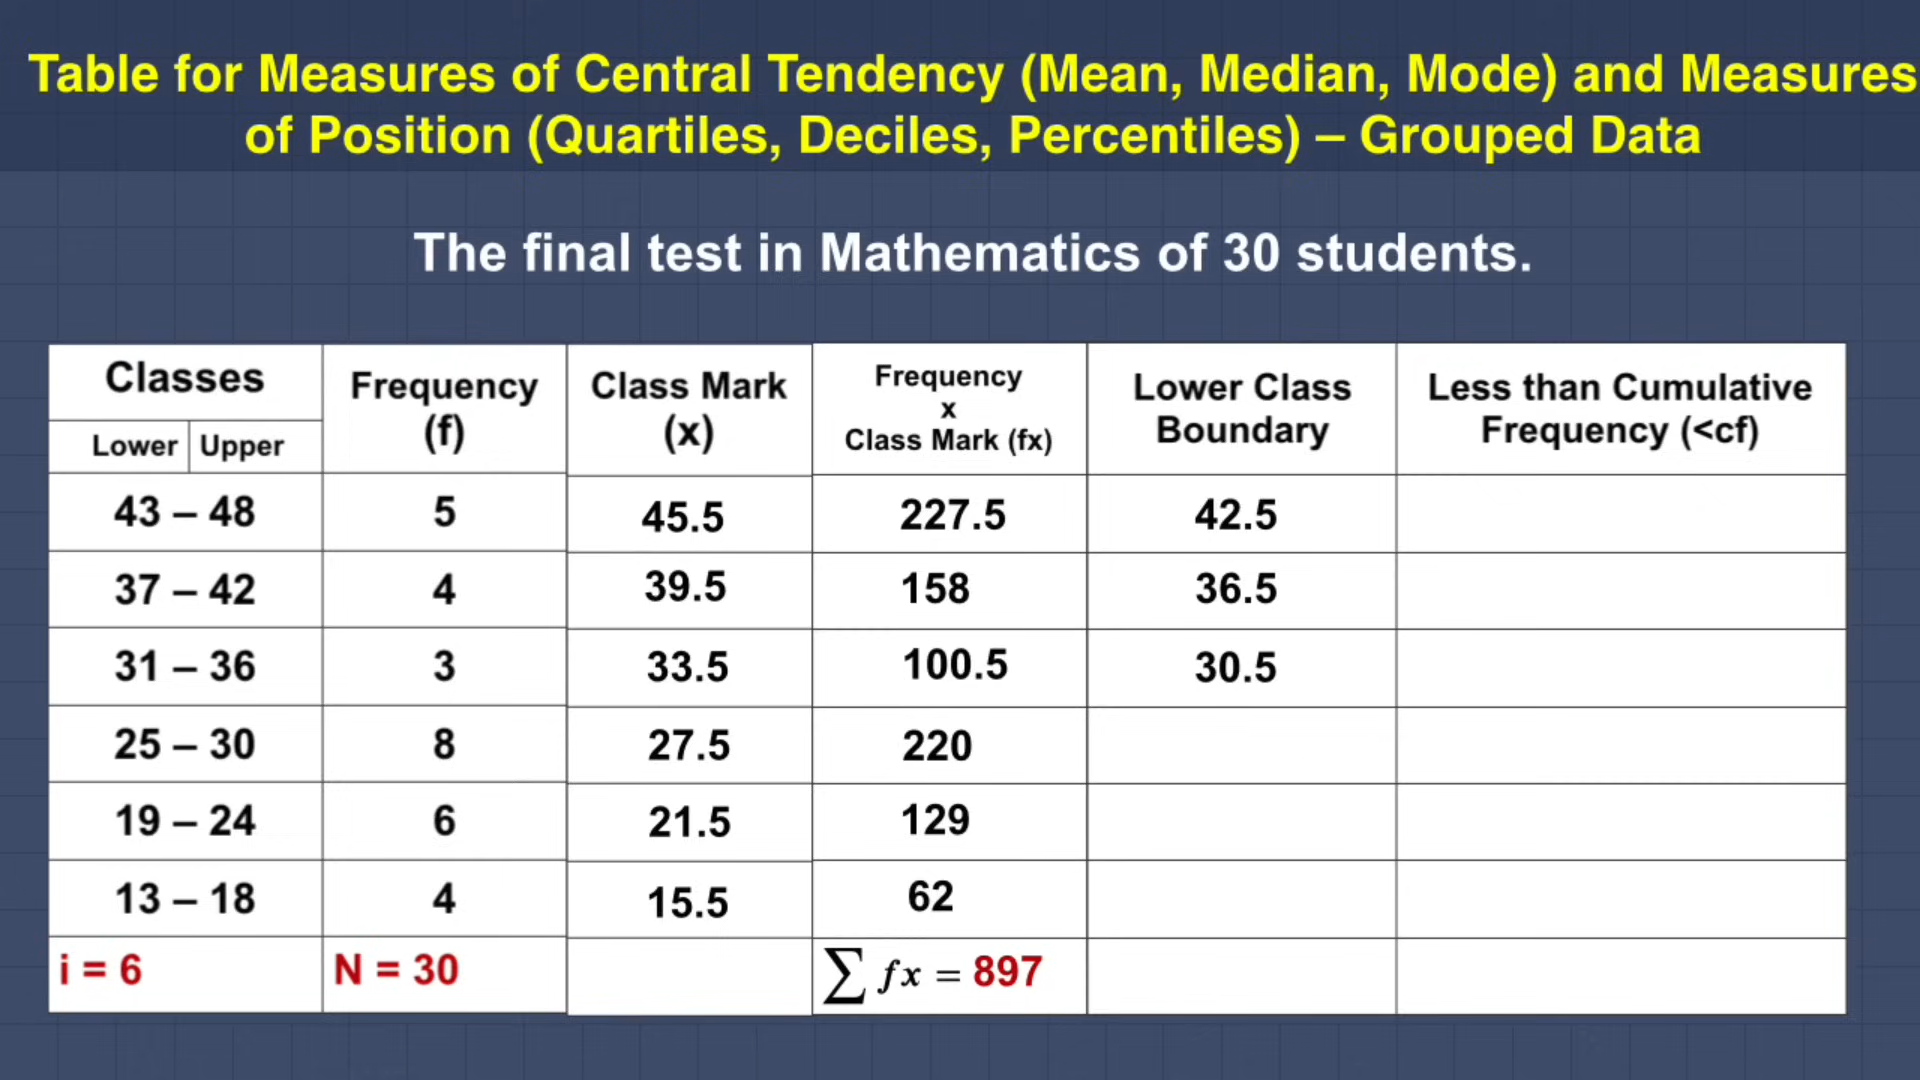 Table for Measures of Central Tendency (Mean, Median, Mode) and Measures
of Position (Quartiles, Deciles, Percentiles) – Grouped Data
The final test in Mathematics of 30 students.
Classes
Lower Upper
Frequency
(f)
Class Mark
(x)
Frequency
x
Class Mark (fx)
Lower Class
Boundary
Less than Cumulative
Frequency (<cf)
43 – 48 5 45.5 227.5 42.5
37 – 42 4 39.5 158 36.5
31 – 36 3 33.5 100.5 30.5
25 – 30 8 27.5 220
19 – 24 6 21.5 129
13 – 18 4 15.5 62
i = 6 N = 30 ∑ fx = 897